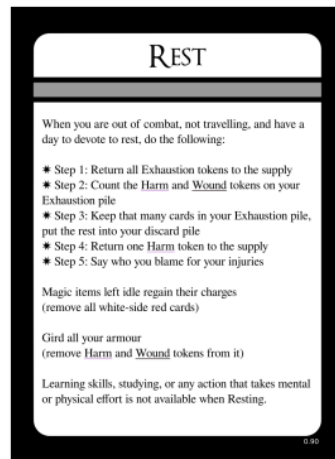 REST
When you are out of combat, not travelling, and have a
day to devote to rest, do the following:
✷ Step 1: Return all Exhaustion tokens to the supply
✷ Step 2: Count the Harm and Wound tokens on your
Exhaustion pile
✷ Step 3: Keep that many cards in your Exhaustion pile,
put the rest into your discard pile
✷ Step 4: Return one Harm token to the supply
✷ Step 5: Say who you blame for your injuries
Magic items left idle regain their charges
(remove all white-side red cards)
Gird all your armour
(remove Harm and Wound tokens from it)
Learning skills, studying, or any action that takes mental
or physical effort is not available when Resting.
0.90